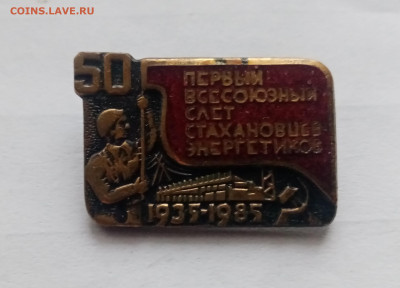 COINS.LAVE.RU
50
ПЕРВЫЙ
ВСЕСОЮЗНЫЙ
СЛЕТ
СТАХАНОВЦЕВ-
ЭНЕРГЕТИКОВ
1935-1985